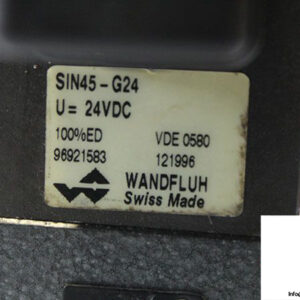 SIN45-G24
U= 24VDC
100%ED VDE 0580
96921583 121996
WANDFLUH
Swiss Made